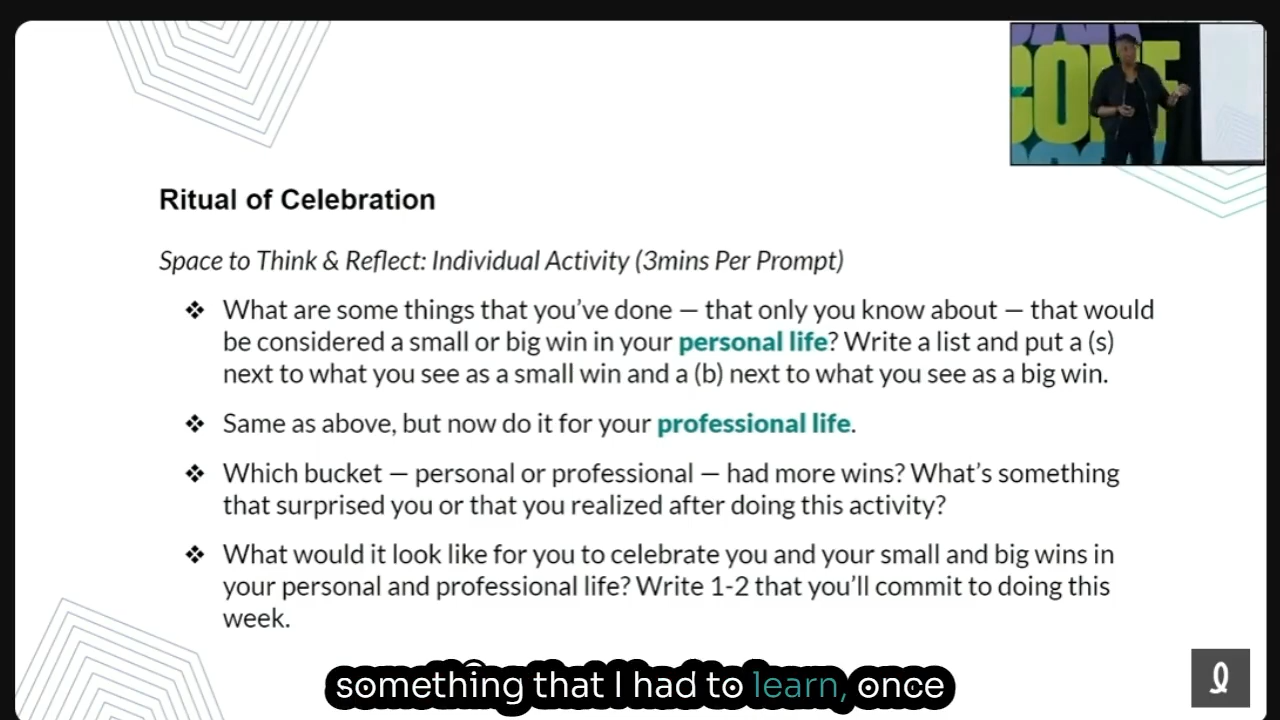 CONF
Ritual of Celebration
Space to Think & Reflect: Individual Activity (3mins Per Prompt)
❖ What are some things that you’ve done — that only you know about — that would
be considered a small or big win in your personal life? Write a list and put a (s)
next to what you see as a small win and a (b) next to what you see as a big win.
❖ Same as above, but now do it for your professional life.
❖ Which bucket — personal or professional — had more wins? What’s something
that surprised you or that you realized after doing this activity?
❖ What would it look like for you to celebrate you and your small and big wins in
your personal and professional life? Write 1-2 that you’ll commit to doing this
week.
something that I had to learn, once